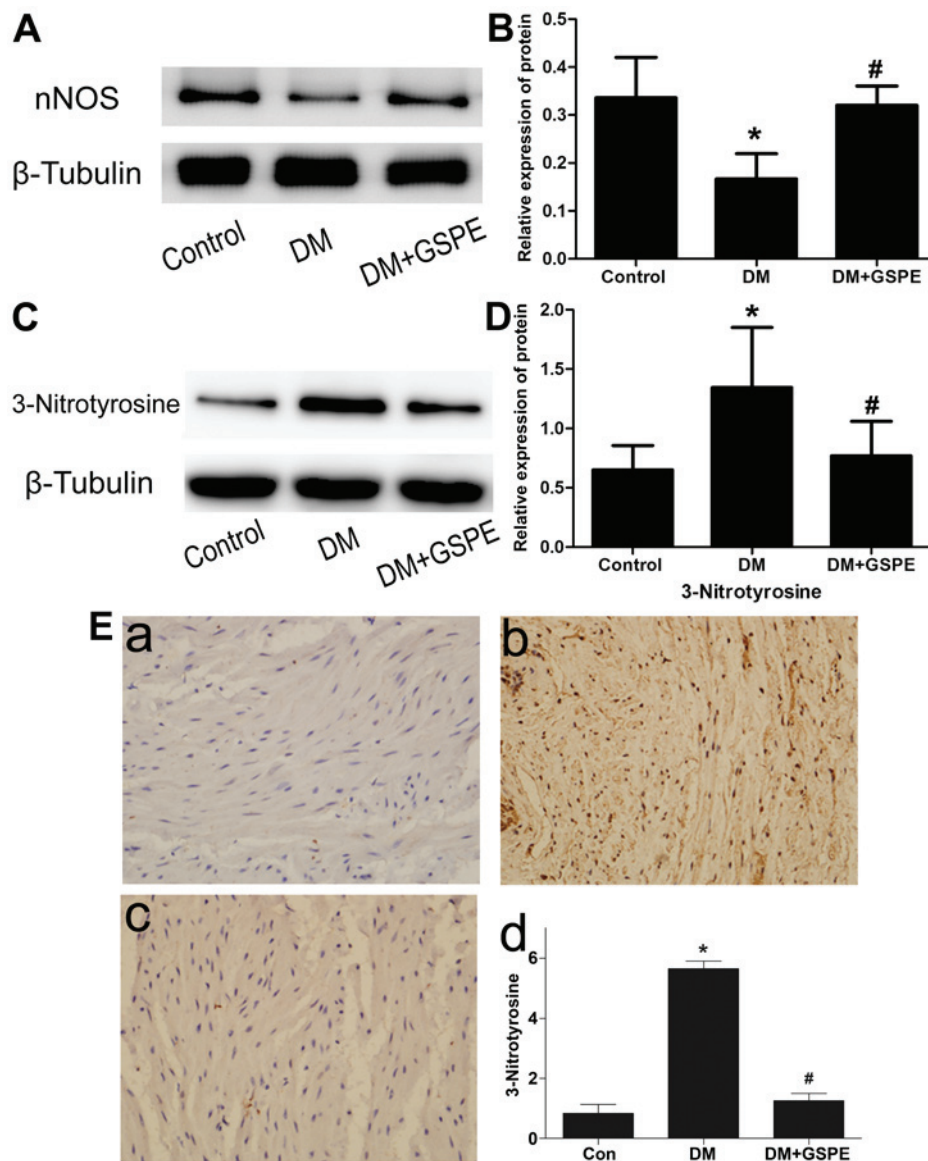 A
nNOS
β-Tubulin
Control DM DM+GSPE
B
Relative expression of protein
0.5
0.4
0.3
0.2
0.1
0.0
*
#
Control DM DM+GSPE
C
3-Nitrotyrosine
β-Tubulin
Control DM DM+GSPE
D
Relative expression of protein
2.0
1.5
1.0
0.5
0.0
*
#
Control DM DM+GSPE
3-Nitrotyrosine
E
a
b
c
d
3-Nitrotyrosine
6
4
2
0
*
#
Con DM DM+GSPE